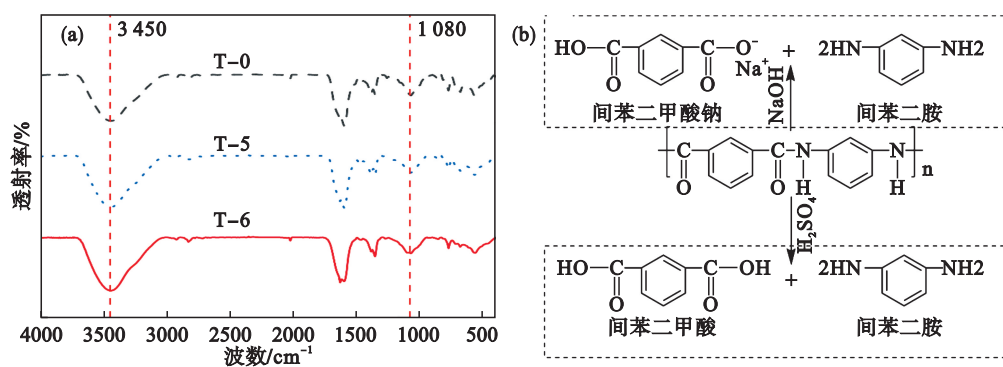 (a)
3 450
1 080
T-0
T-5
T-6
透射率/%
4000 3500 3000 2500 2000 1500 1000 500
波数/cm⁻¹
(b)
HO C C O⁻ + 2HN NH2
O O Na⁺
间苯二甲酸钠 NaOH 间苯二胺
C C N N
O O H H n
H₂SO₄
HO C C OH + 2HN NH2
O O
间苯二甲酸 间苯二胺